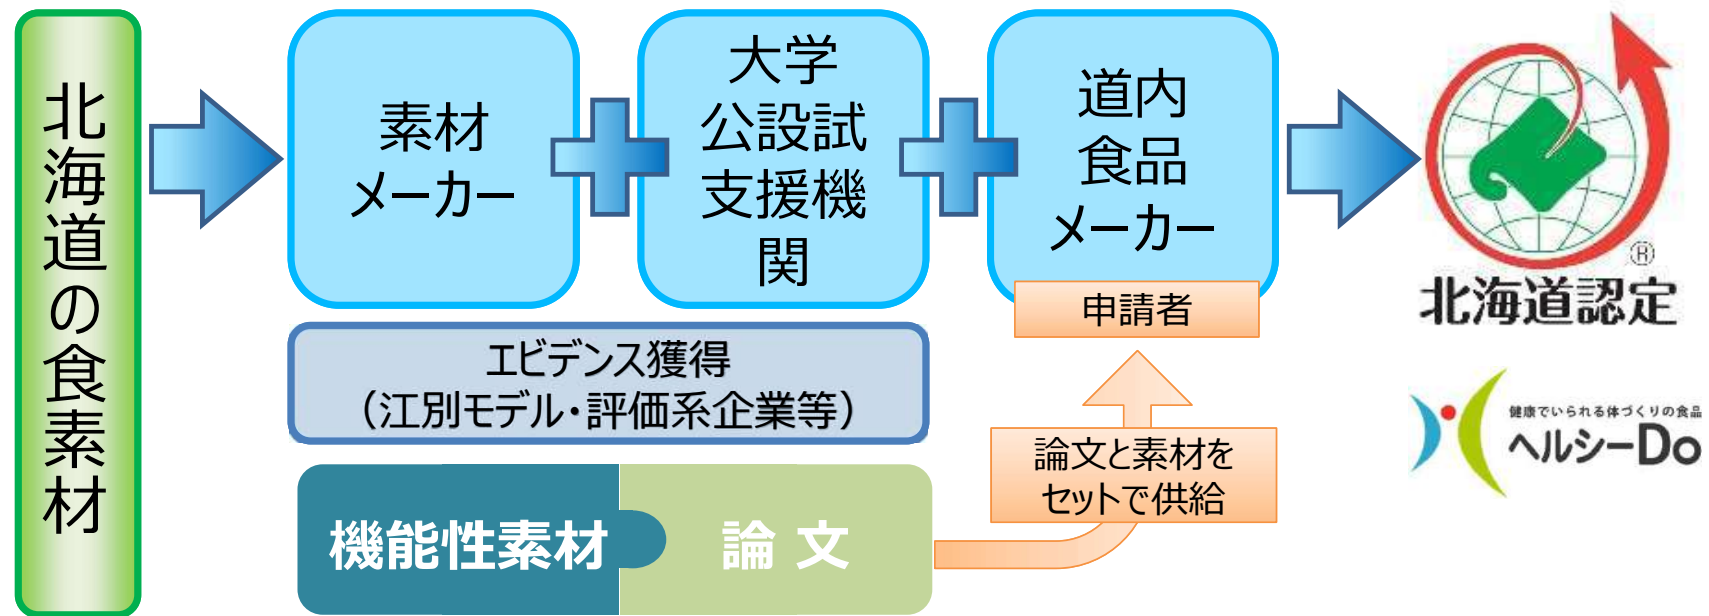 北海道の食素材
素材
メーカー
大学
公設試
支援機
関
道内
食品
メーカー
申請者
エビデンス獲得
（江別モデル・評価系企業等）
機能性素材
論 文
論文と素材を
セットで供給
®
北海道認定
健康でいられる体づくりの食品
ヘルシーDo